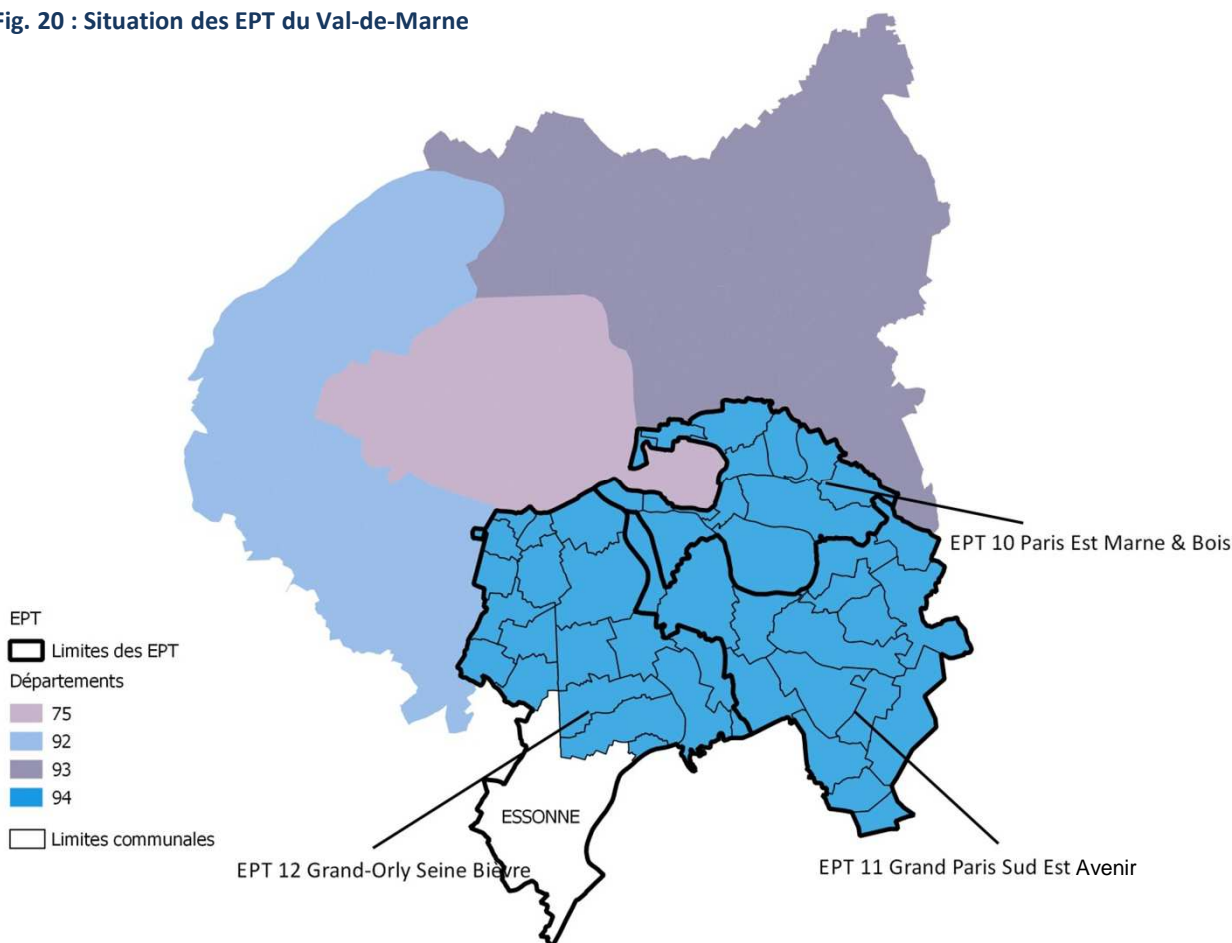 Fig. 20 : Situation des EPT du Val-de-Marne
EPT 10 Paris Est Marne & Bois
EPT
Limites des EPT
Départements
75
92
93
94
Limites communales
ESSONNE
EPT 12 Grand-Orly Seine Bièvre
EPT 11 Grand Paris Sud Est Avenir